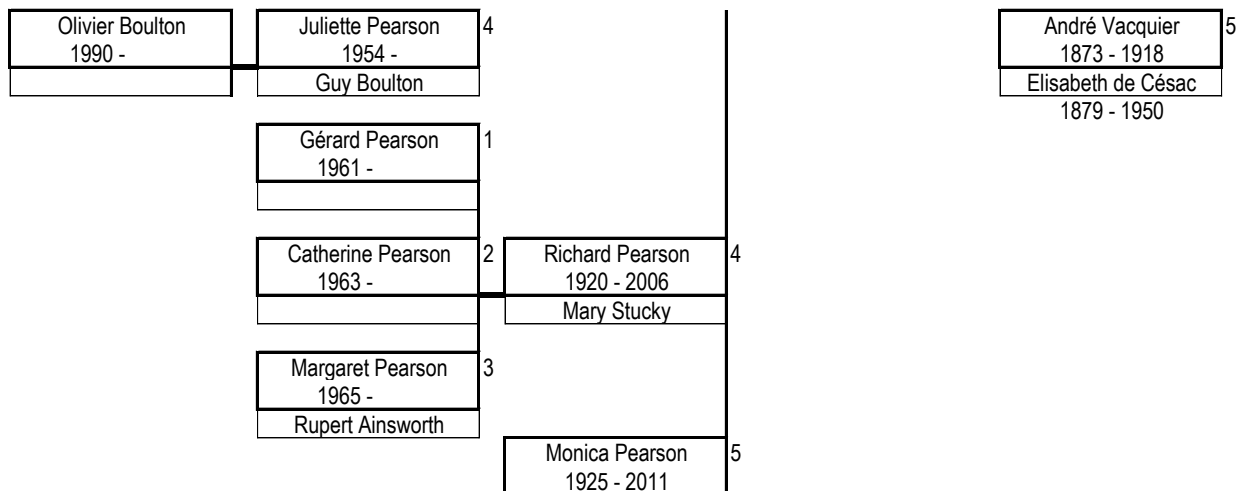 Olivier Boulton
1990 -
Juliette Pearson
1954 -
4
Guy Boulton
André Vacquier
1873 - 1918
5
Elisabeth de Césac
1879 - 1950
Gérard Pearson
1961 -
1
Catherine Pearson
1963 -
2
Richard Pearson
1920 - 2006
4
Mary Stucky
Margaret Pearson
1965 -
3
Rupert Ainsworth
Monica Pearson
1925 - 2011
5